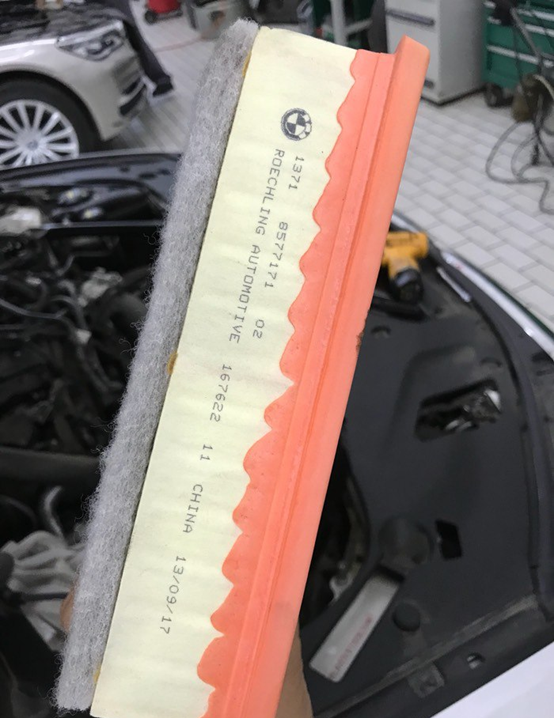 1371 8577171 02
ROECHLING AUTOMOTIVE 167622 11 CHINA 13/09/17